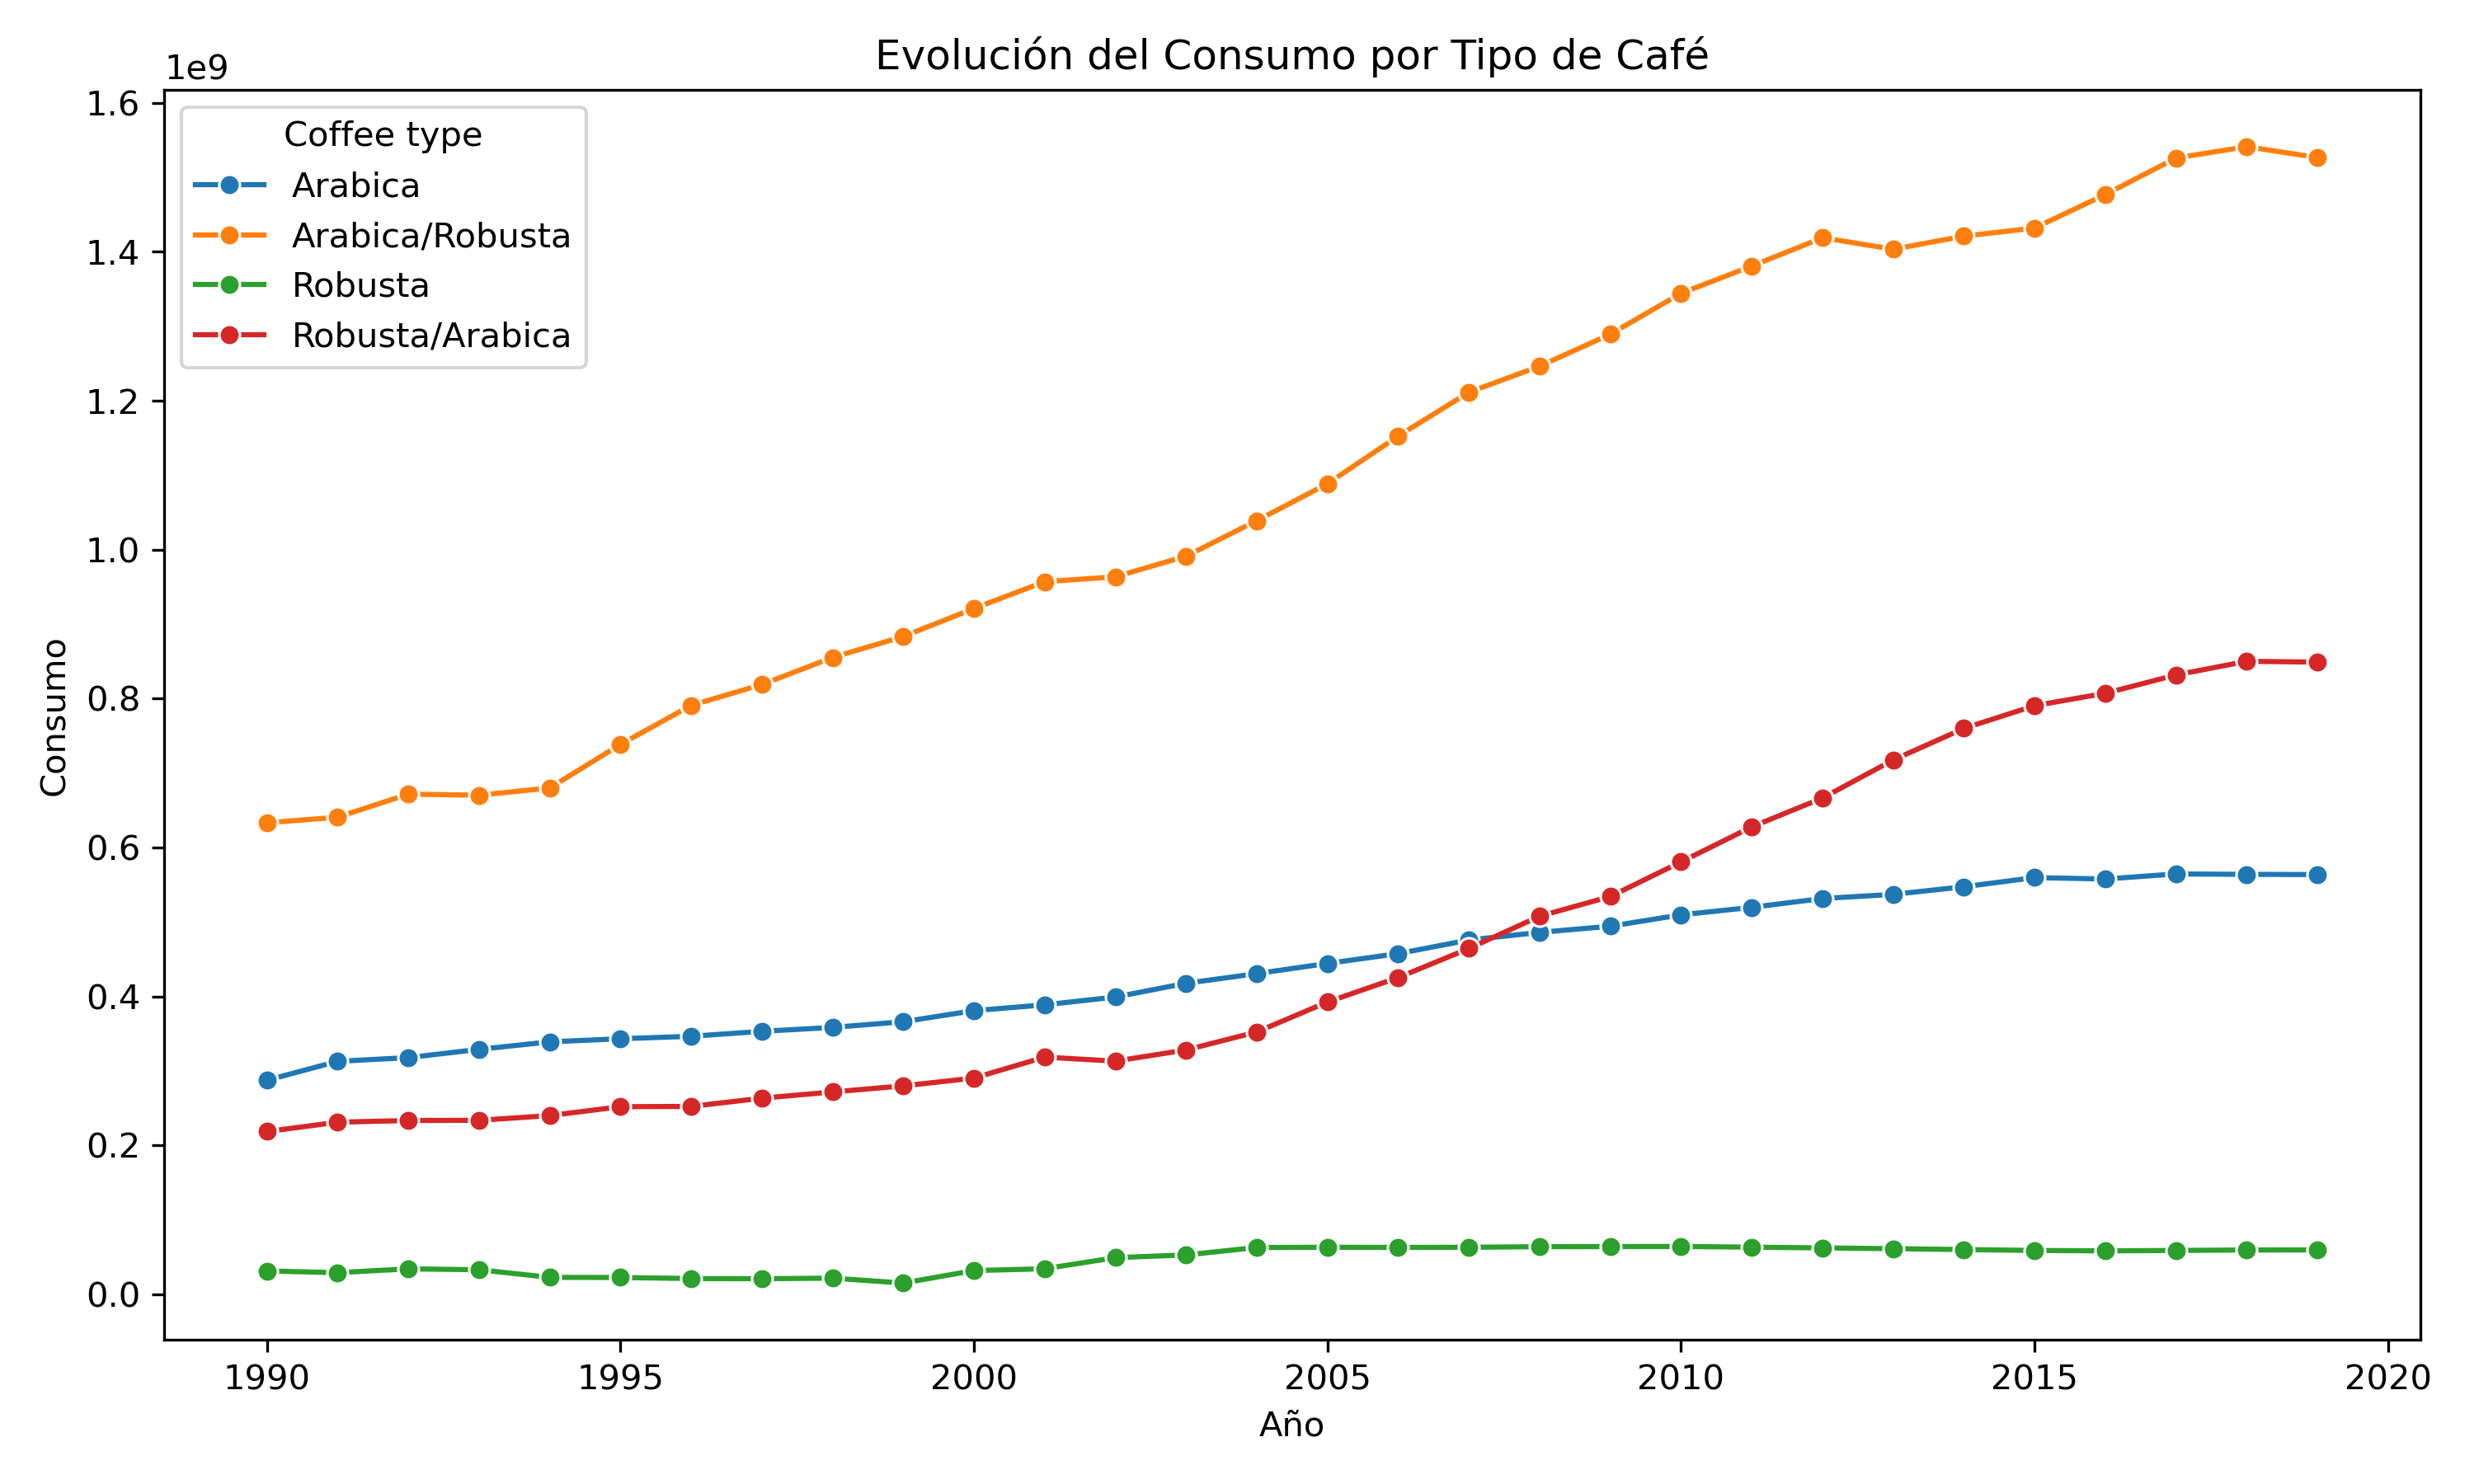 Evolución del Consumo por Tipo de Café
1e9
1.6
1.4
1.2
1.0
0.8
0.6
0.4
0.2
0.0
Consumo
Coffee type
Arabica
Arabica/Robusta
Robusta
Robusta/Arabica
1990 1995 2000 2005 2010 2015 2020
Año